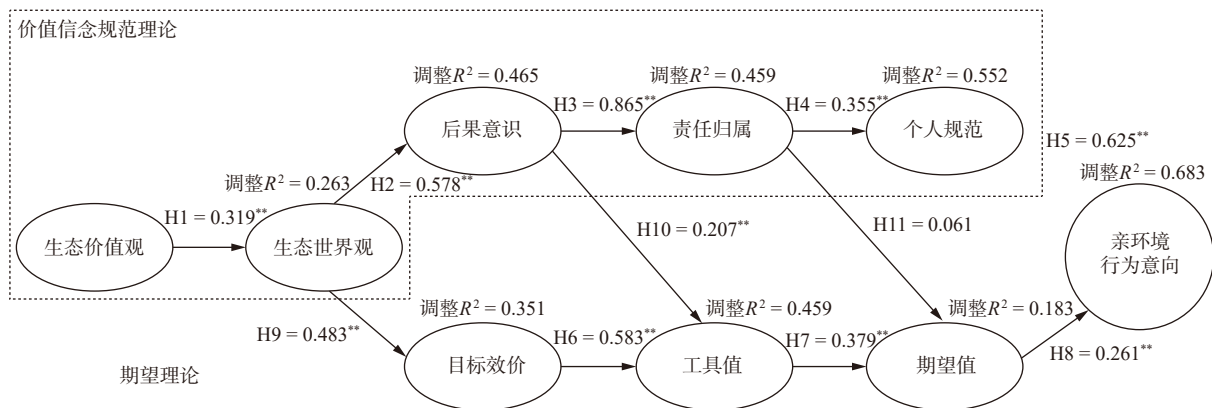 价值信念规范理论
调整R² = 0.465
调整R² = 0.459
调整R² = 0.552
后果意识
H3 = 0.865**
责任归属
H4 = 0.355**
个人规范
H5 = 0.625**
调整R² = 0.263
H2 = 0.578**
调整R² = 0.683
生态价值观
H1 = 0.319**
生态世界观
H10 = 0.207**
H11 = 0.061
亲环境
行为意向
H9 = 0.483**
调整R² = 0.351
调整R² = 0.459
调整R² = 0.183
目标效价
H6 = 0.583**
工具值
H7 = 0.379**
期望值
H8 = 0.261**
期望理论